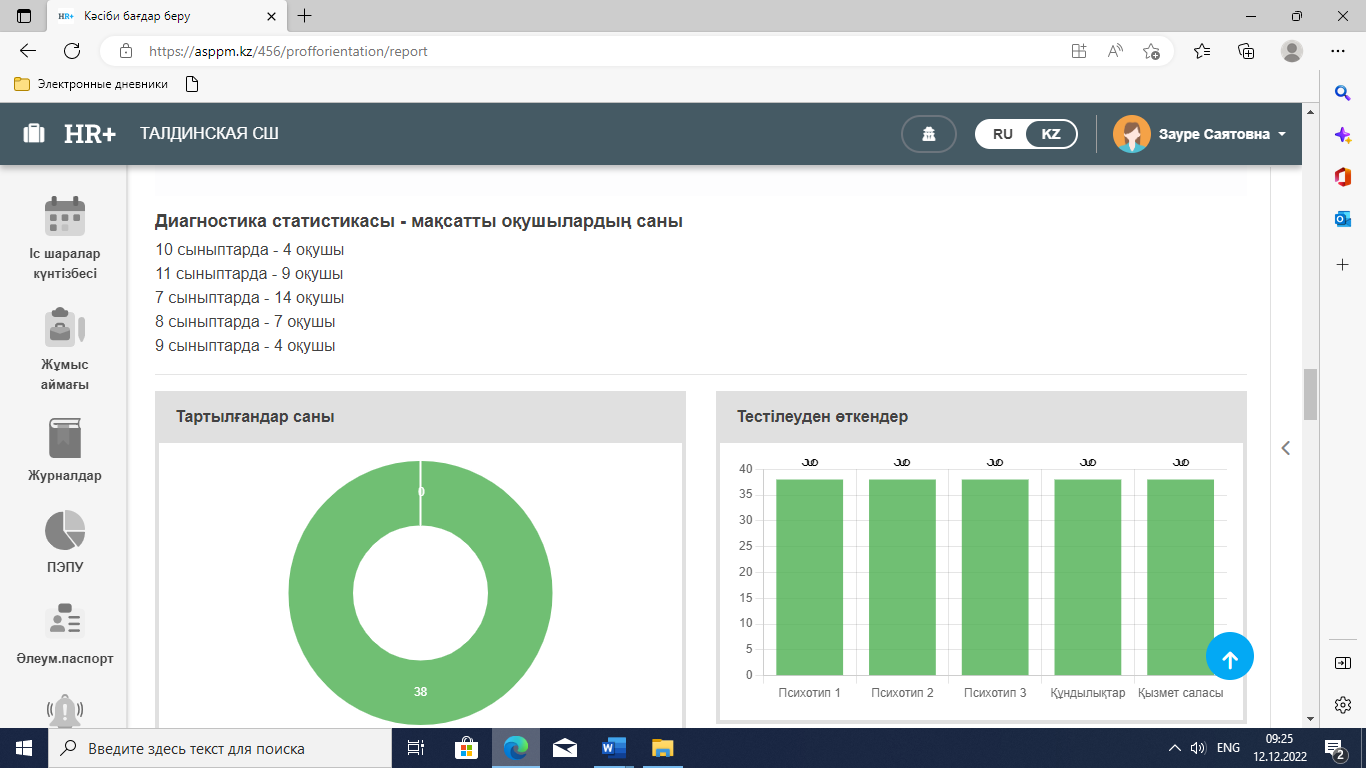 HR+ Кәсіби бағдар беру
https://asppm.kz/456/profforientation/report
Электронные дневники
HR+ ТАЛДИНСКАЯ СШ
RU KZ
Зауре Саятовна
Іс шаралар
күнтізбесі
Жұмыс
аймағы
Журналдар
ПЭПУ
Әлеум.паспорт
Диагностика статистикасы - мақсатты оқушылардың саны
10 сыныптарда - 4 оқушы
11 сыныптарда - 9 оқушы
7 сыныптарда - 14 оқушы
8 сыныптарда - 7 оқушы
9 сыныптарда - 4 оқушы
Тартылғандар саны
0
38
Тестілеуден өткендер
40
35
30
25
20
15
10
5
0
Психотип 1 Психотип 2 Психотип 3 Құндылықтар Қызмет саласы
Введите здесь текст для поиска
ENG
09:25
12.12.2022
2